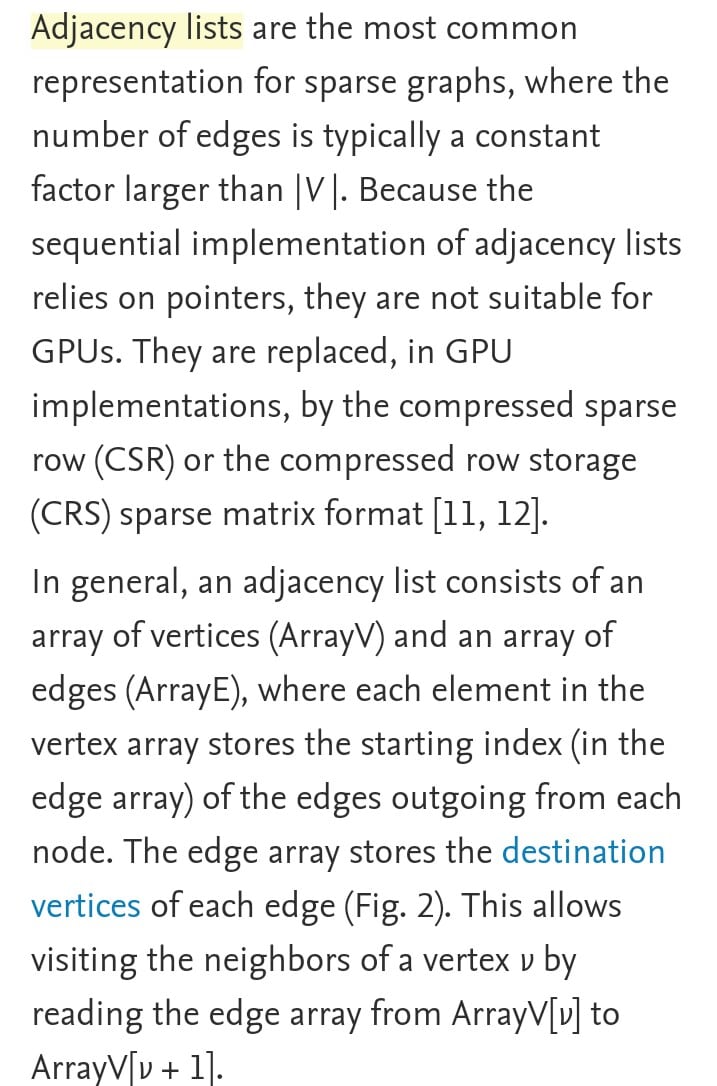 Adjacency lists are the most common
representation for sparse graphs, where the
number of edges is typically a constant
factor larger than |V|. Because the
sequential implementation of adjacency lists
relies on pointers, they are not suitable for
GPUs. They are replaced, in GPU
implementations, by the compressed sparse
row (CSR) or the compressed row storage
(CRS) sparse matrix format [11, 12].
In general, an adjacency list consists of an
array of vertices (ArrayV) and an array of
edges (ArrayE), where each element in the
vertex array stores the starting index (in the
edge array) of the edges outgoing from each
node. The edge array stores the destination
vertices of each edge (Fig. 2). This allows
visiting the neighbors of a vertex ν by
reading the edge array from ArrayV[ν] to
ArrayV[ν + 1].